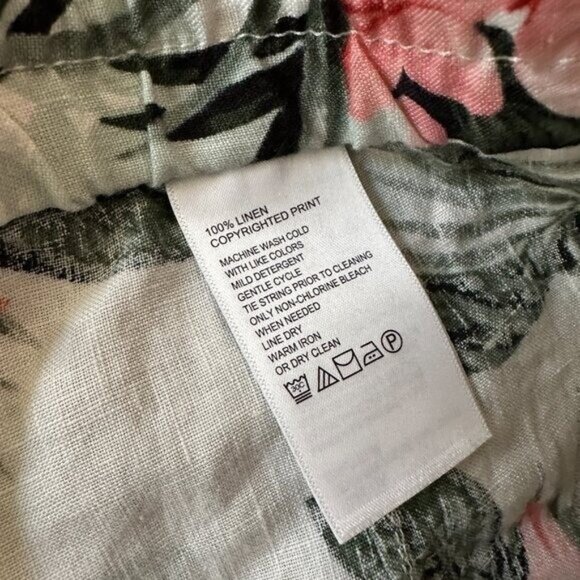 100% LINEN
COPYRIGHTED PRINT
MACHINE WASH COLD
WITH LIKE COLORS
MILD DETERGENT
GENTLE CYCLE
TIE STRING PRIOR TO CLEANING
ONLY NON-CHLORINE BLEACH
WHEN NEEDED
LINE DRY
WARM IRON
OR DRY CLEAN
30C P